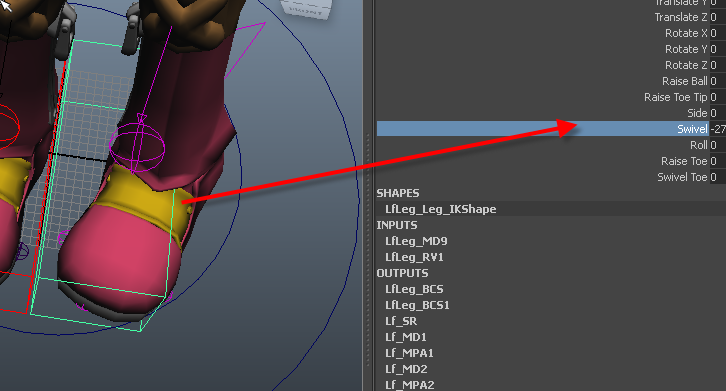 Translate Y 0
Translate Z 0
Rotate X 0
Rotate Y 0
Rotate Z 0
Raise Ball 0
Raise Toe Tip 0
Side 0
Swivel -27
Roll 0
Raise Toe 0
Swivel Toe 0
SHAPES
LfLeg_Leg_IKShape
INPUTS
LfLeg_MD9
LfLeg_RV1
OUTPUTS
LfLeg_BCS
LfLeg_BCS1
Lf_SR
Lf_MD1
Lf_MPA1
Lf_MD2
Lf_MPA2